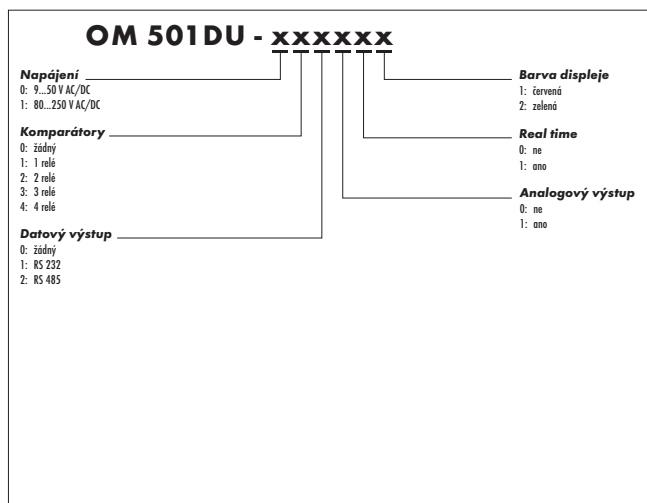 OM 501DU - xxxxxx
Napájení
0: 9...50 V AC/DC
1: 80...250 V AC/DC
Komparátory
0: žádný
1: 1 relé
2: 2 relé
3: 3 relé
4: 4 relé
Datový výstup
0: žádný
1: RS 232
2: RS 485
Barva displeje
1: červená
2: zelená
Real time
0: ne
1: ano
Analogový výstup
0: ne
1: ano